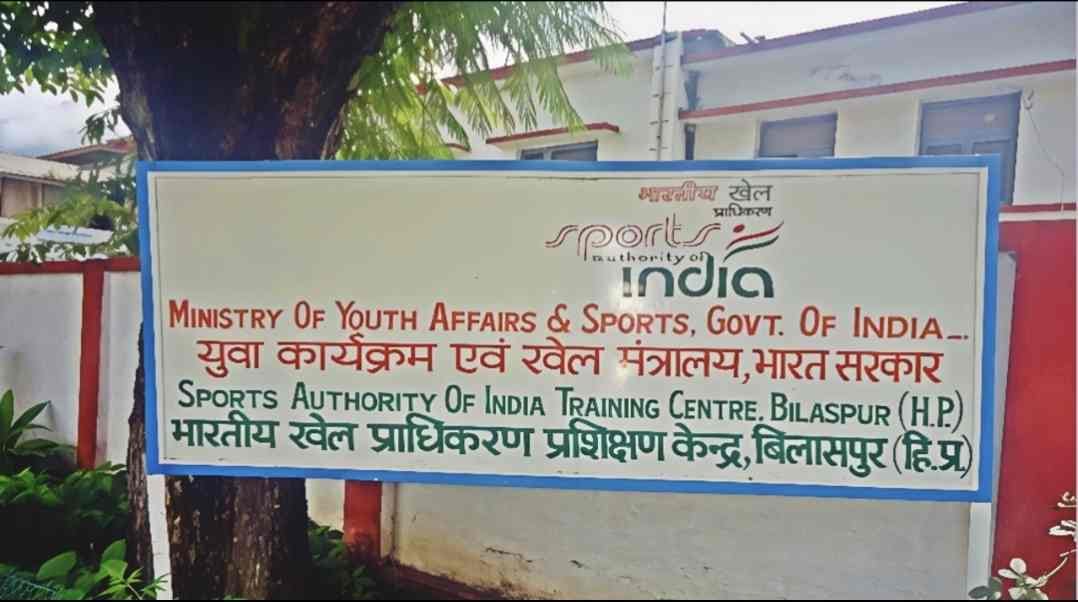 भारतीय खेल
प्राधिकरण
sports
authority of
india
MINISTRY OF YOUTH AFFAIRS & SPORTS, GOVT. OF INDIA_.
युवा कार्यक्रम एवं खेल मंत्रालय, भारत सरकार
SPORTS AUTHORITY OF INDIA TRAINING CENTRE. BILASPUR (H.P.)
भारतीय खेल प्राधिकरण प्रशिक्षण केन्द्र, बिलासपुर (हि.प्र.)